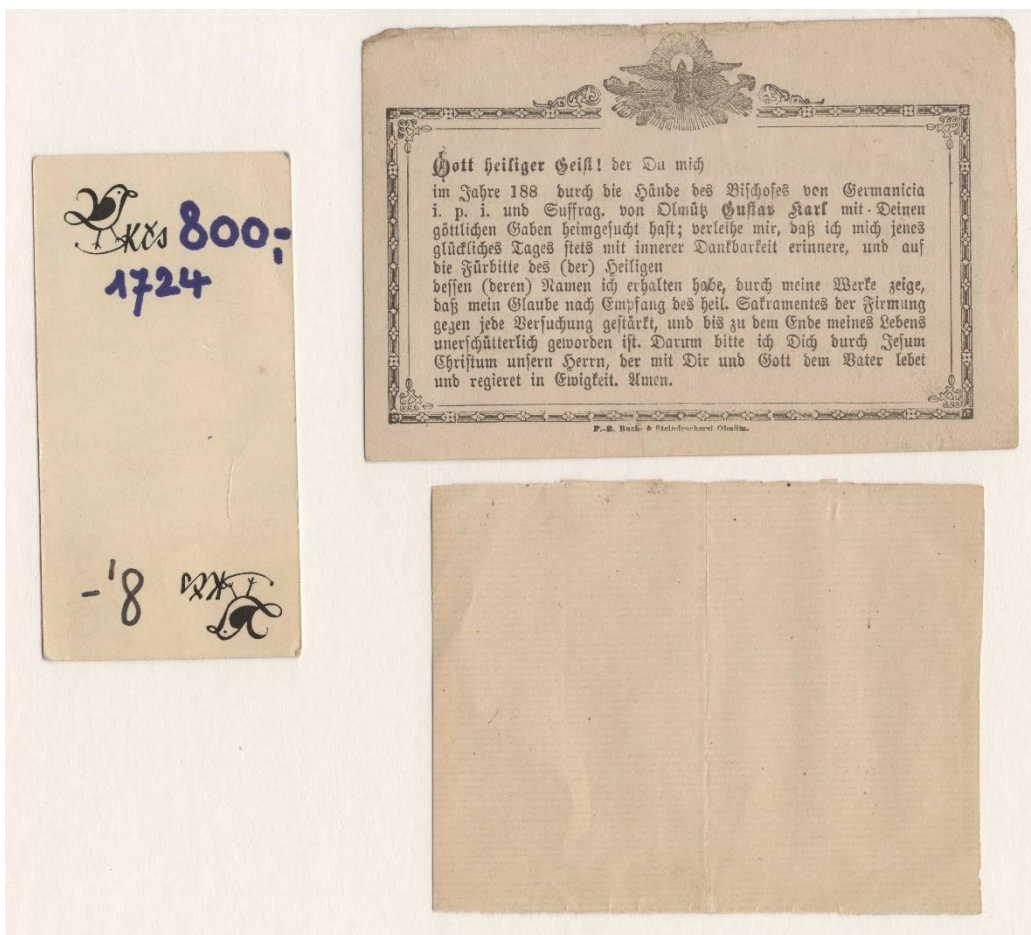 Kčs 800,-
1724
8,-
Kčs
Gott heiliger Geist! der Du mich
im Jahre 188 durch die Hände des Bischofes von Germanicia
i. p. i. und Suffrag. von Olmütz Gustav Karl mit Deinen
göttlichen Gaben heimgesucht hast; verleihe mir, daß ich mich jenes
glückliches Tages stets mit innerer Dankbarkeit erinnere, und auf
die Fürbitte des (der) Heiligen
dessen (deren) Namen ich erhalten habe, durch meine Werke zeige,
daß mein Glaube nach Empfang des heil. Sakramentes der Firmung
gegen jede Versuchung gestärkt, und bis zu dem Ende meines Lebens
unerschütterlich geworden ist. Darum bitte ich Dich durch Jesum
Christum unsern Herrn, der mit Dir und Gott dem Vater lebet
und regieret in Ewigkeit. Amen.
F.-E. Buch- & Steindruckerei Olmütz.